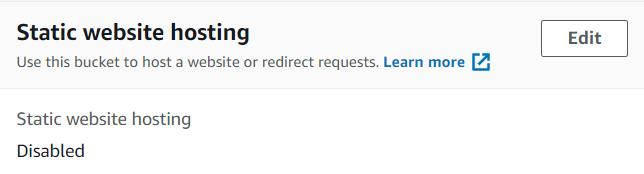 Static website hosting
Edit
Use this bucket to host a website or redirect requests. Learn more
Static website hosting
Disabled